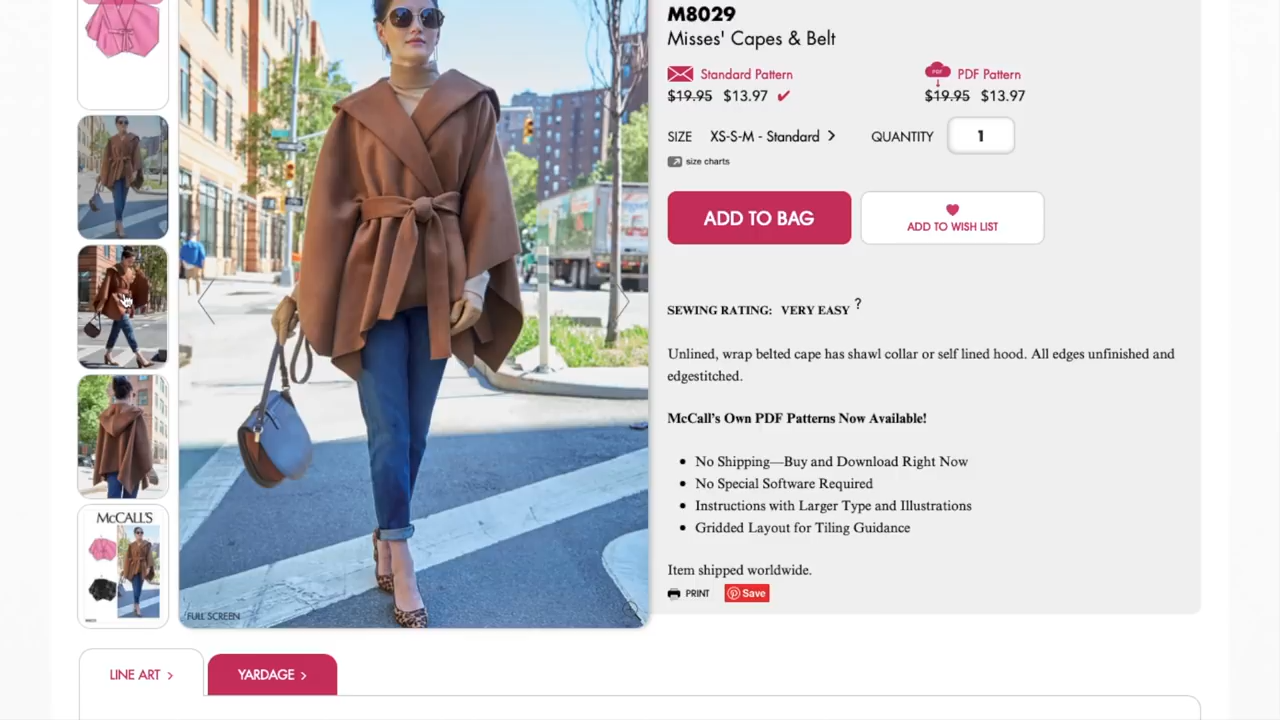 M8029
Misses' Capes & Belt
Standard Pattern
PDF
PDF Pattern
$19.95 $13.97 ✓
$19.95 $13.97
SIZE XS-S-M - Standard >
QUANTITY 1
size charts
ADD TO BAG
ADD TO WISH LIST
SEWING RATING: VERY EASY ?
Unlined, wrap belted cape has shawl collar or self lined hood. All edges unfinished and
edgestitched.
McCall's Own PDF Patterns Now Available!
• No Shipping—Buy and Download Right Now
• No Special Software Required
• Instructions with Larger Type and Illustrations
• Gridded Layout for Tiling Guidance
Item shipped worldwide.
PRINT
Save
McCALL'S
FULL SCREEN
LINE ART >
YARDAGE >